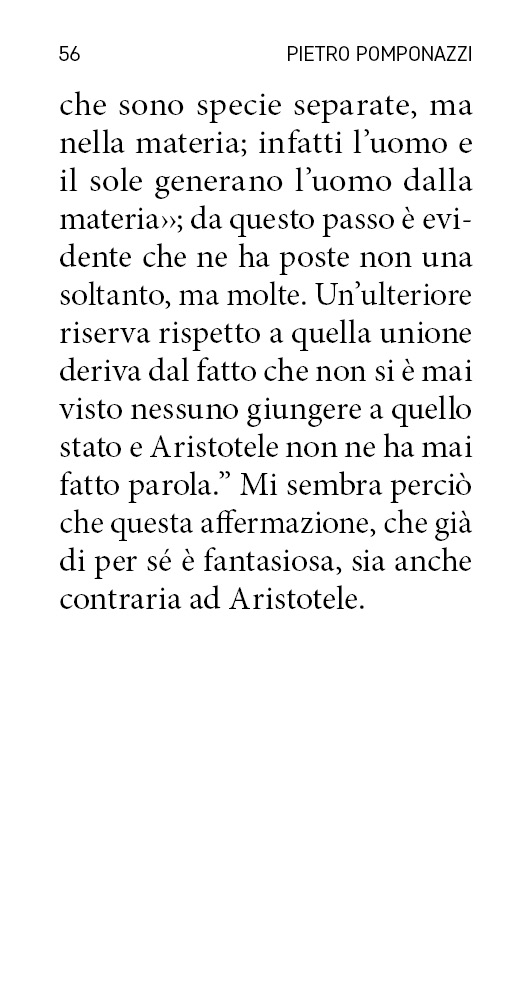 56 PIETRO POMPONAZZI
che sono specie separate, ma
nella materia; infatti l’uomo e
il sole generano l’uomo dalla
materia››; da questo passo è evi-
dente che ne ha poste non una
soltanto, ma molte. Un’ulteriore
riserva rispetto a quella unione
deriva dal fatto che non si è mai
visto nessuno giungere a quello
stato e Aristotele non ne ha mai
fatto parola.” Mi sembra perciò
che questa affermazione, che già
di per sé è fantasiosa, sia anche
contraria ad Aristotele.